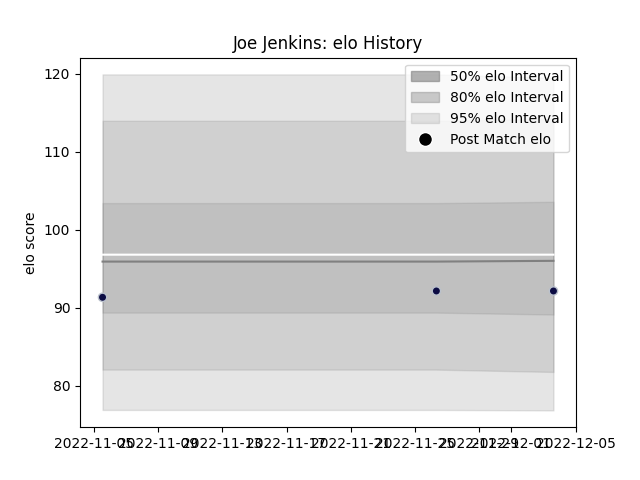 Joe Jenkins: elo History
120
110
100
90
80
elo score
50% elo Interval
80% elo Interval
95% elo Interval
Post Match elo
2022-11-05 2022-11-09 2022-11-13 2022-11-17 2022-11-21 2022-11-25 2022-11-29 2022-12-01 2022-12-05